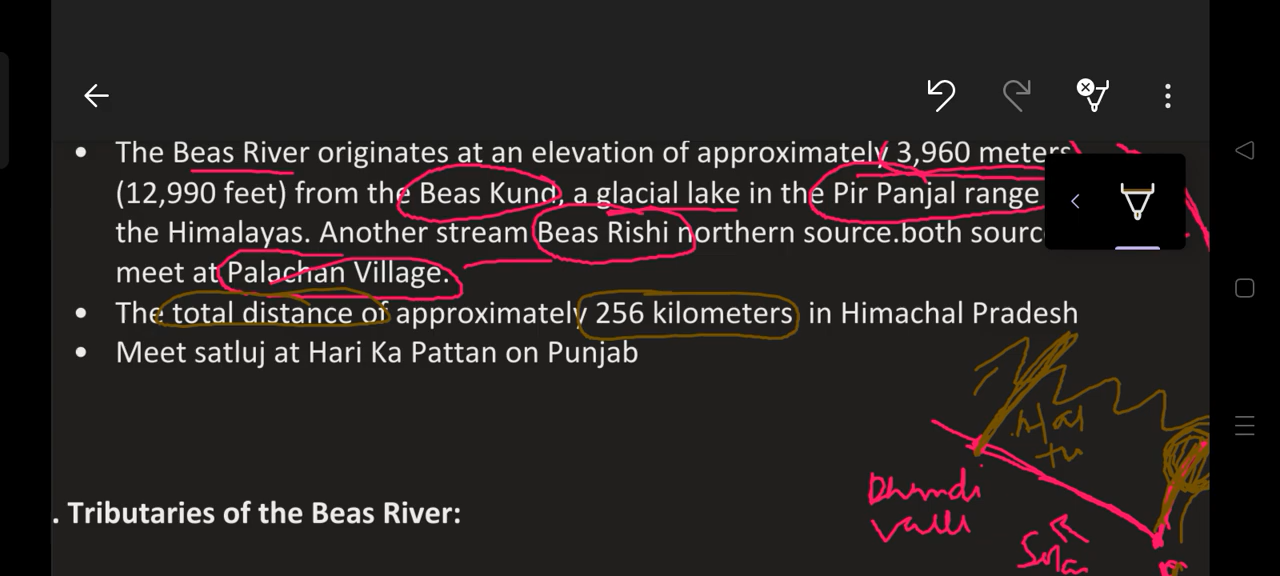 • The Beas River originates at an elevation of approximately 3,960 meters
(12,990 feet) from the Beas Kund, a glacial lake in the Pir Panjal range
the Himalayas. Another stream Beas Rishi northern source.both sourc
meet at Palachan Village.
• The total distance of approximately 256 kilometers in Himachal Pradesh
• Meet satluj at Hari Ka Pattan on Punjab
. Tributaries of the Beas River: